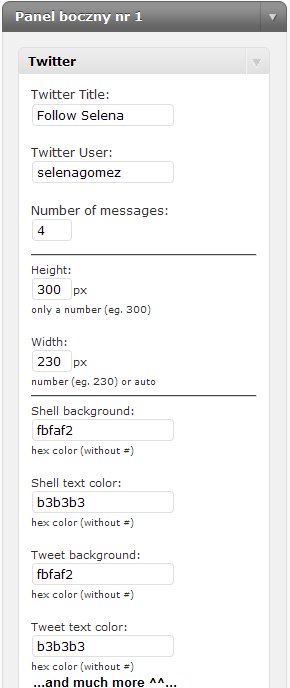 Panel boczny nr 1
Twitter
Twitter Title:
Follow Selena
Twitter User:
selenagomez
Number of messages:
4
Height:
300 px
only a number (eg. 300)
Width:
230 px
number (eg. 230) or auto
Shell background:
fbfaf2
hex color (without #)
Shell text color:
b3b3b3
hex color (without #)
Tweet background:
fbfaf2
hex color (without #)
Tweet text color:
b3b3b3
hex color (without #)
...and much more ^^...